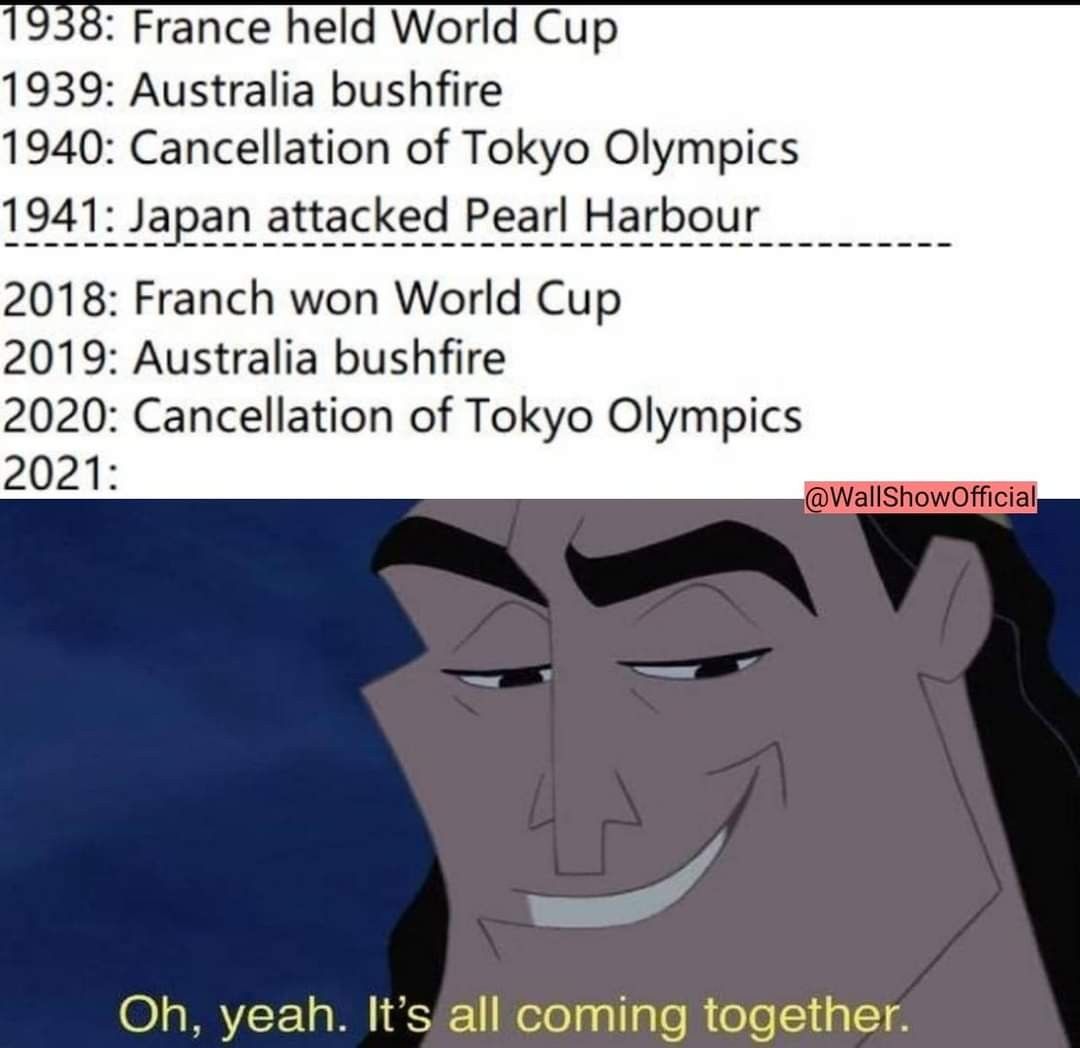 1938: France held World Cup
1939: Australia bushfire
1940: Cancellation of Tokyo Olympics
1941: Japan attacked Pearl Harbour
2018: Franch won World Cup
2019: Australia bushfire
2020: Cancellation of Tokyo Olympics
2021:
@WallShowOfficial
Oh, yeah. It's all coming together.